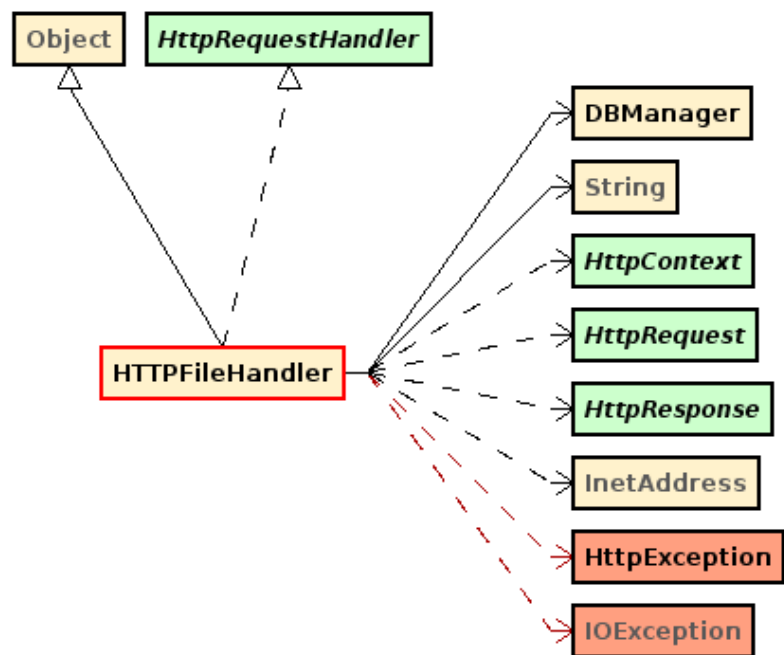 Object
HttpRequestHandler
DBManager
String
HttpContext
HttpRequest
HTTPFileHandler
HttpResponse
InetAddress
HttpException
IOException